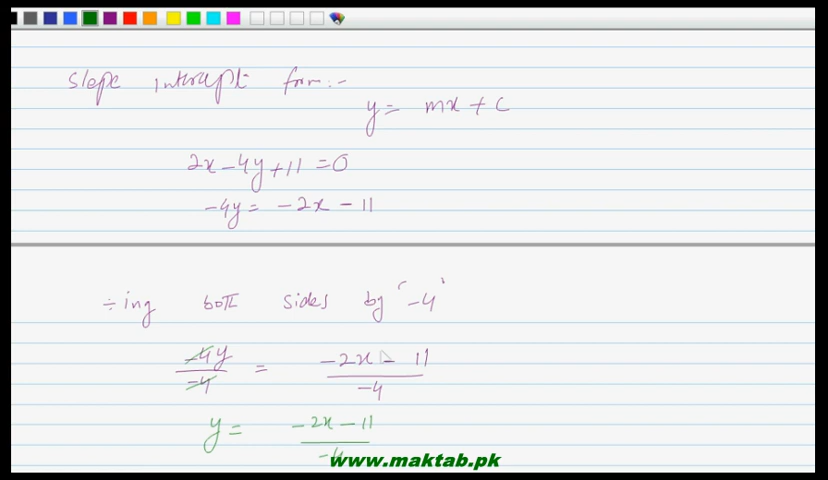 Slope intercept form:-
y = mx + c
2x - 4y + 11 = 0
-4y = -2x - 11
÷ing both sides by "-4"
-4y/-4 = -2x - 11/-4
y = -2x - 11/-4
www.maktab.pk